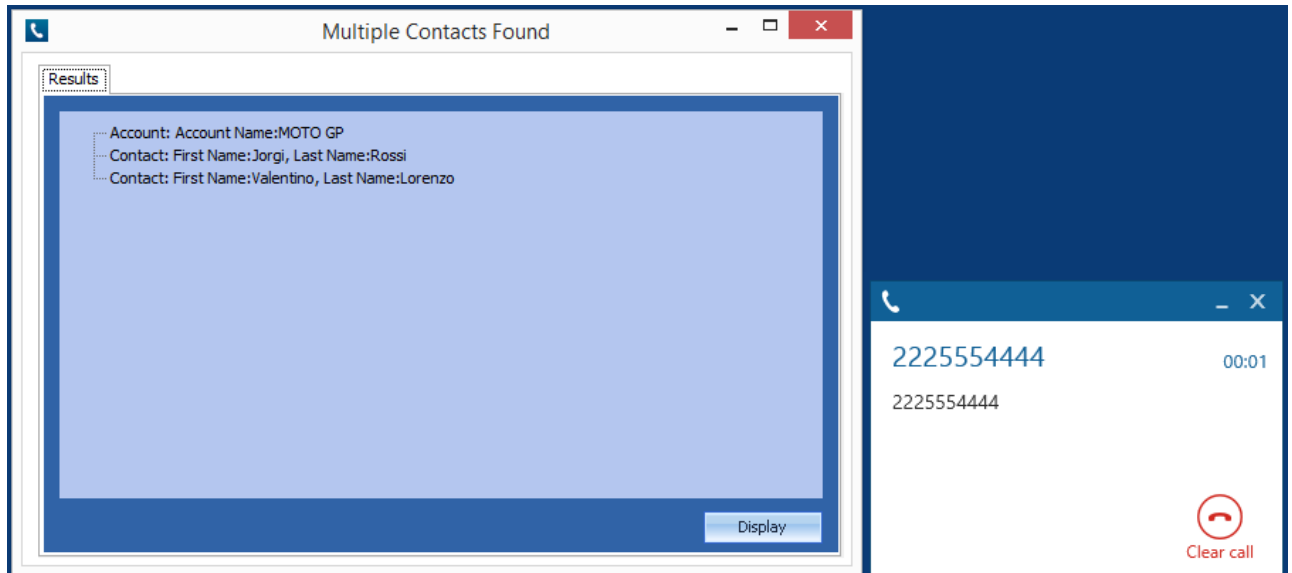 Multiple Contacts Found
Results
Account: Account Name:MOTO GP
Contact: First Name:Jorgi, Last Name:Rossi
Contact: First Name:Valentino, Last Name:Lorenzo
Display
2225554444
00:01
2225554444
Clear call